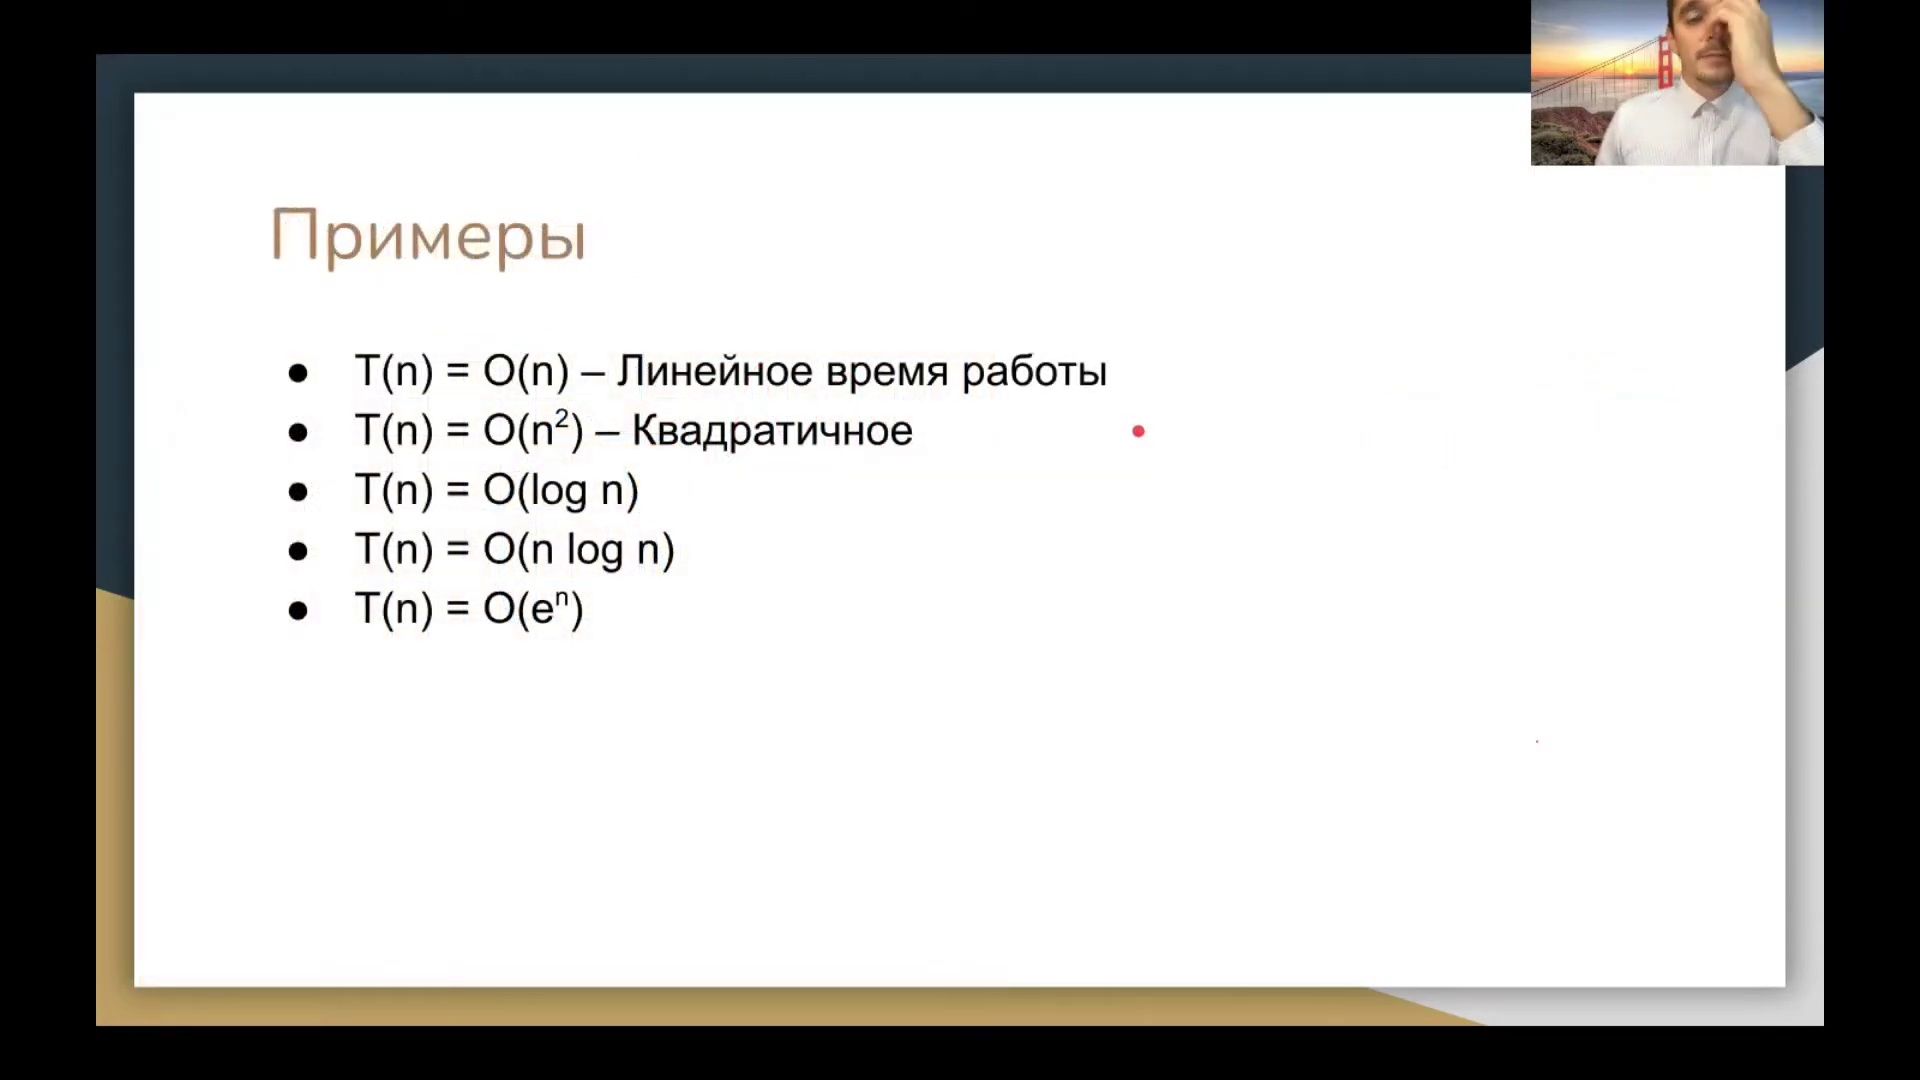 Примеры
● T(n) = O(n) – Линейное время работы
● T(n) = O(n²) – Квадратичное
● T(n) = O(log n)
● T(n) = O(n log n)
● T(n) = O(eⁿ)